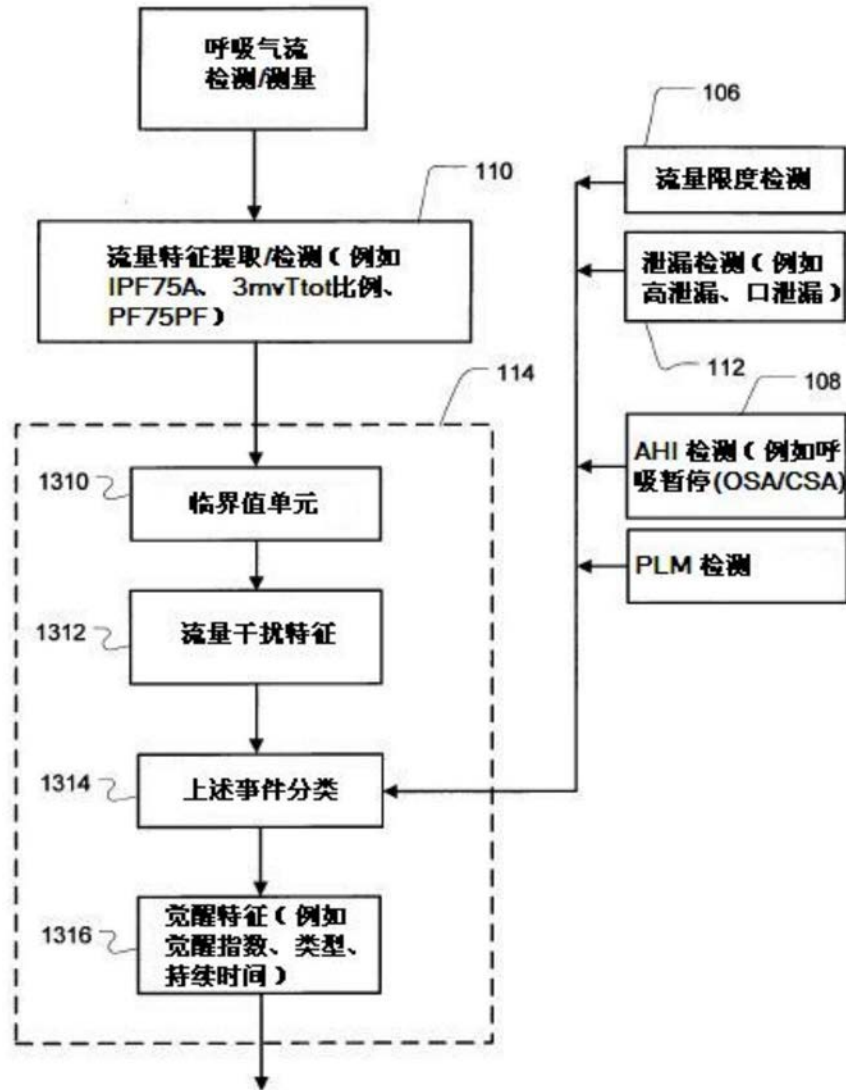 呼吸气流
检测/测量
106
流量限度检测
110
流量特征提取/检测（例如
IPF75A、 3mvTtot比例、
PF75PF）
泄漏检测（例如
高泄漏、口泄漏）
112
114
108
AHI 检测（例如呼
吸暂停(OSA/CSA)
1310
临界值单元
PLM 检测
1312
流量干扰特征
1314
上述事件分类
1316
觉醒特征（例如
觉醒指数、类型、
持续时间）